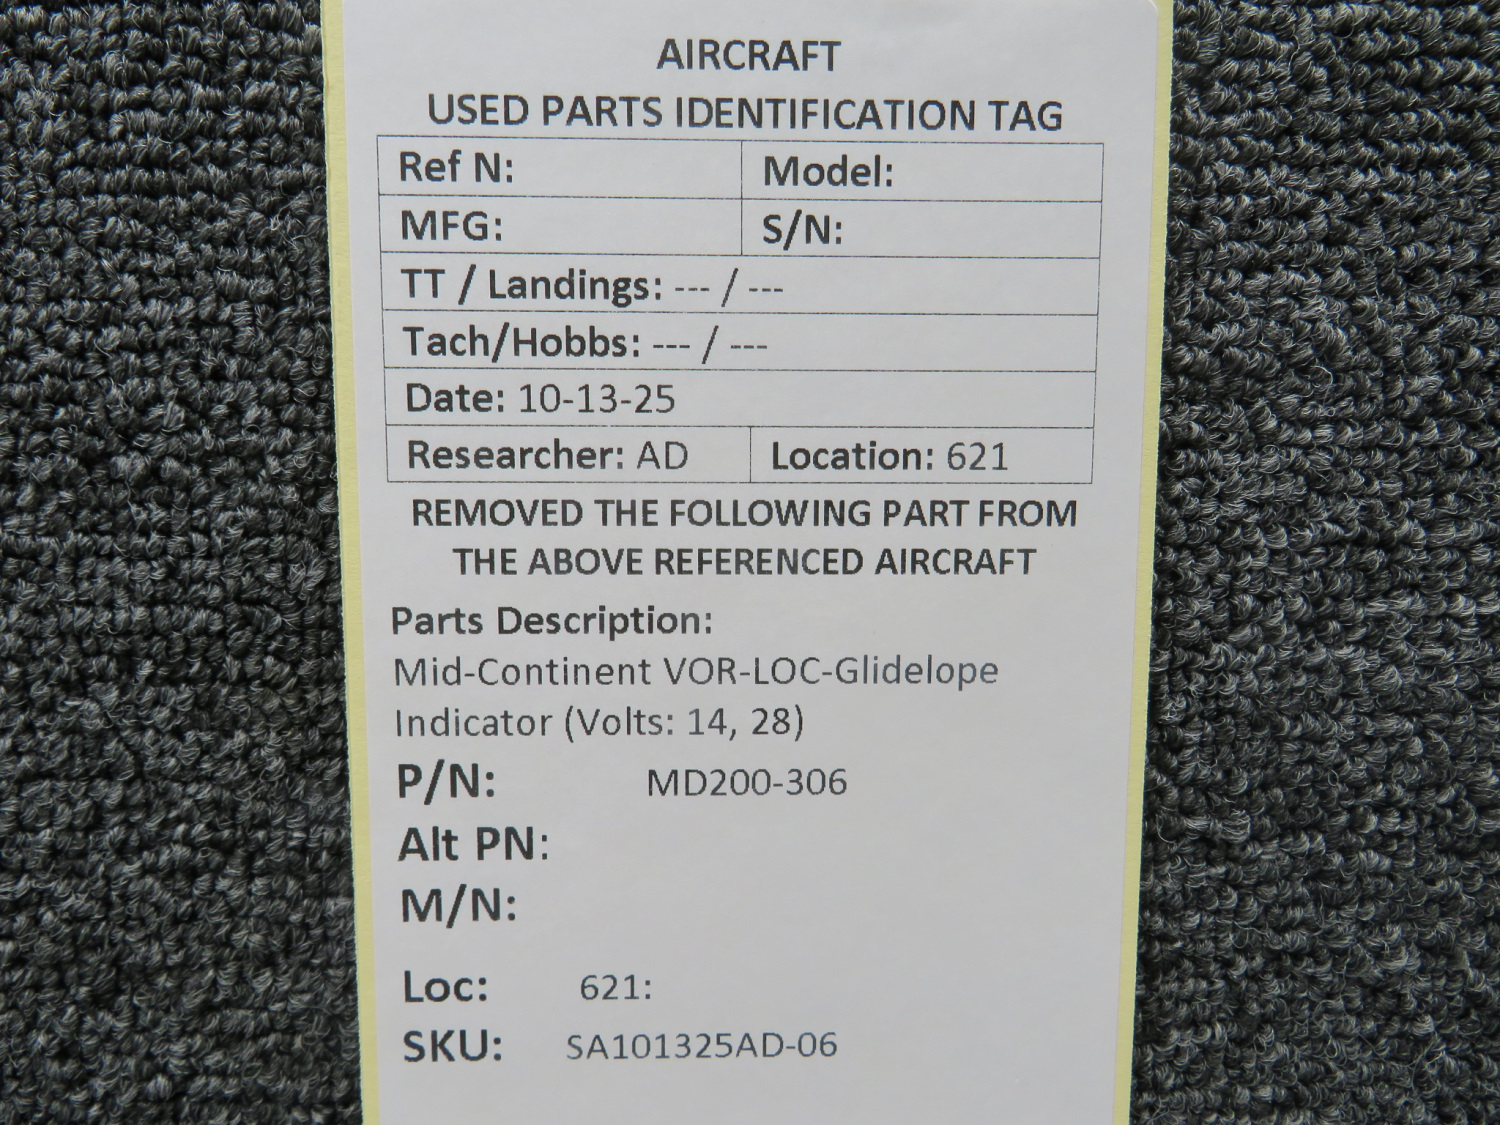 AIRCRAFT
USED PARTS IDENTIFICATION TAG
Ref N: Model:
MFG: S/N:
TT / Landings: --- / ---
Tach/Hobbs: --- / ---
Date: 10-13-25
Researcher: AD Location: 621
REMOVED THE FOLLOWING PART FROM
THE ABOVE REFERENCED AIRCRAFT
Parts Description:
Mid-Continent VOR-LOC-Glidelope
Indicator (Volts: 14, 28)
P/N: MD200-306
Alt PN:
M/N:
Loc: 621:
SKU: SA101325AD-06